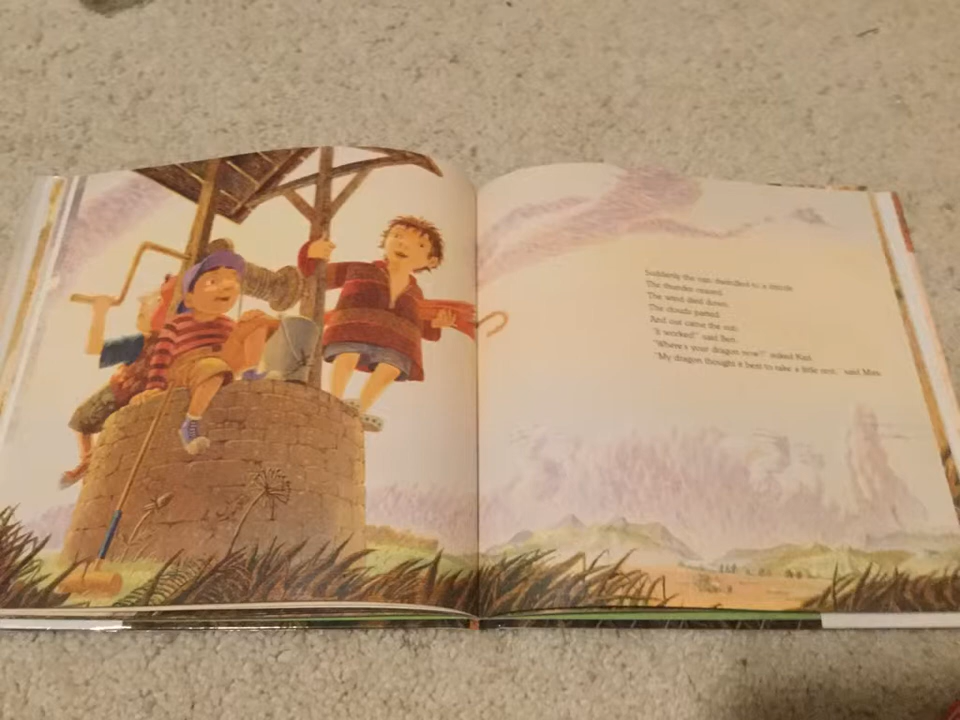 Suddenly the rain dwindled to a drizzle.
The thunder ceased.
The wind died down.
The clouds parted.
And out came the sun.
"It worked!" said Ben.
"Where's your dragon now?" asked Ken.
"My dragon thought it best to take a little rest," said Max.